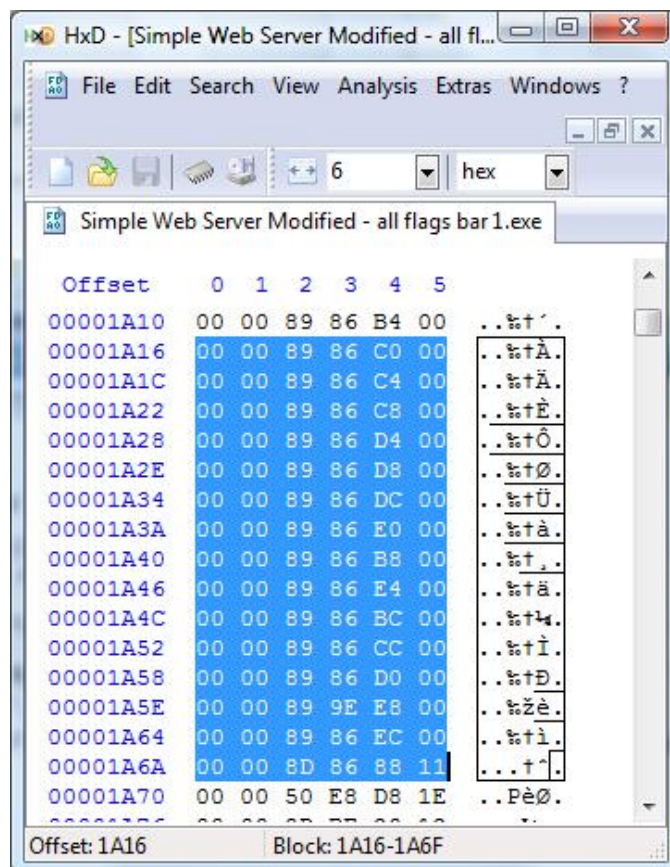 HxD - [Simple Web Server Modified - all fl...
File Edit Search View Analysis Extras Windows ?
6 hex
Simple Web Server Modified - all flags bar 1.exe
Offset 0 1 2 3 4 5
00001A10 00 00 89 86 B4 00 ..‰†´.
00001A16 00 00 89 86 C0 00 ..‰†À.
00001A1C 00 00 89 86 C4 00 ..‰†Ä.
00001A22 00 00 89 86 C8 00 ..‰†È.
00001A28 00 00 89 86 D4 00 ..‰†Ô.
00001A2E 00 00 89 86 D8 00 ..‰†Ø.
00001A34 00 00 89 86 DC 00 ..‰†Ü.
00001A3A 00 00 89 86 E0 00 ..‰†à.
00001A40 00 00 89 86 B8 00 ..‰†¸.
00001A46 00 00 89 86 E4 00 ..‰†ä.
00001A4C 00 00 89 86 BC 00 ..‰†¼.
00001A52 00 00 89 86 CC 00 ..‰†Ì.
00001A58 00 00 89 86 D0 00 ..‰†Ð.
00001A5E 00 00 89 9E E8 00 ..‰žè.
00001A64 00 00 89 86 EC 00 ..‰†ì.
00001A6A 00 00 8D 86 88 11 ...†ˆ.
00001A70 00 00 50 E8 D8 1E ..PèØ.
Offset: 1A16 Block: 1A16-1A6F